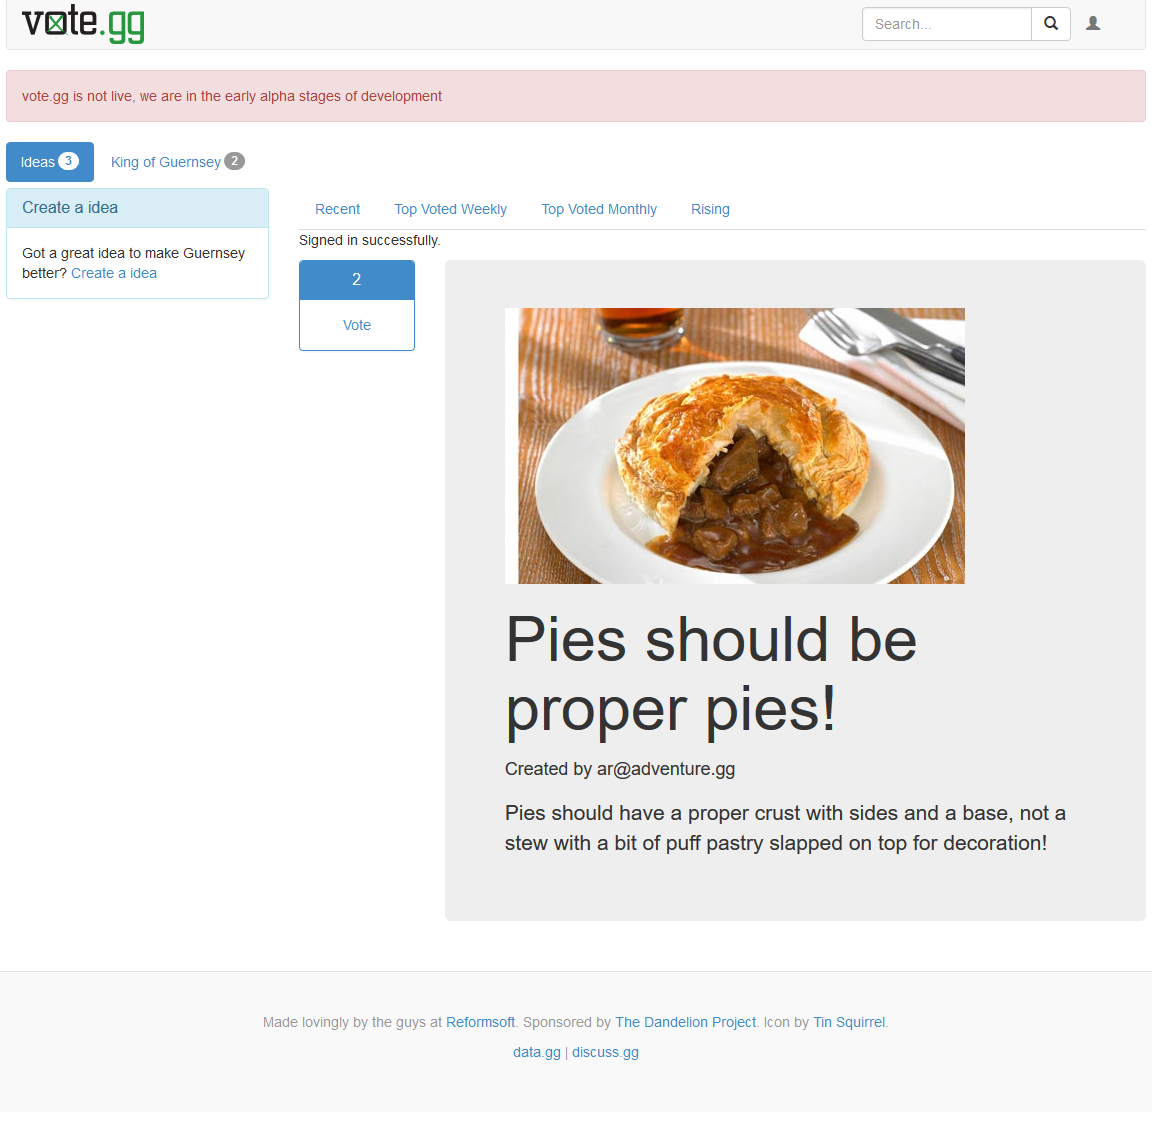 vote.gg
Search...
vote.gg is not live, we are in the early alpha stages of development
Ideas 3 King of Guernsey 2
Create a idea
Got a great idea to make Guernsey
better? Create a idea
Recent Top Voted Weekly Top Voted Monthly Rising
Signed in successfully.
2
Vote
Pies should be
proper pies!
Created by ar@adventure.gg
Pies should have a proper crust with sides and a base, not a
stew with a bit of puff pastry slapped on top for decoration!
Made lovingly by the guys at Reformsoft. Sponsored by The Dandelion Project. Icon by Tin Squirrel.
data.gg | discuss.gg